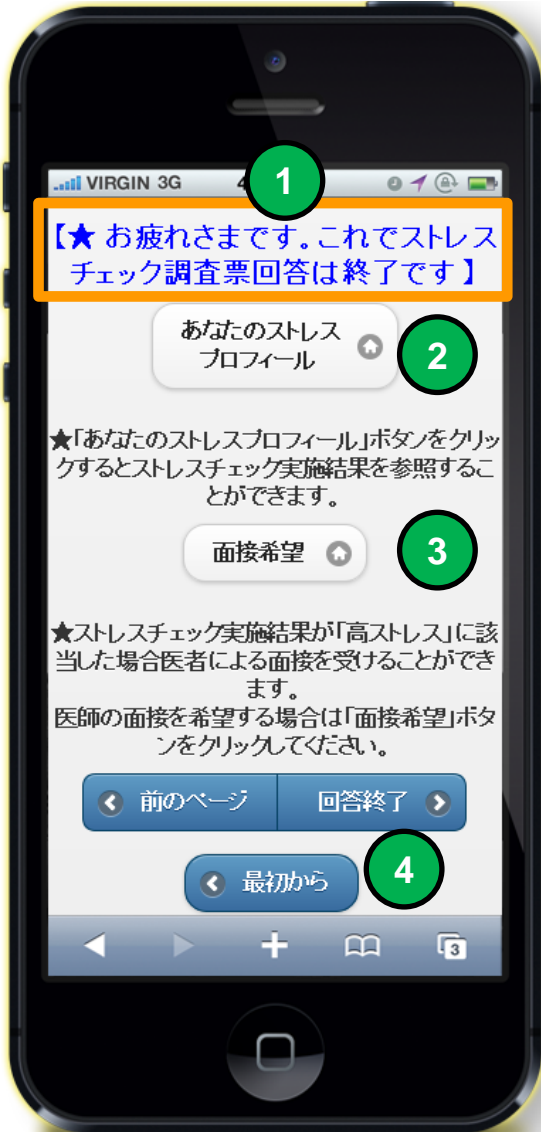 1
VIRGIN 3G 4
【★ お疲れさまです。これでストレス
チェック調査票回答は終了です】
あなたのストレス
プロフィール
2
★「あなたのストレスプロフィール」ボタンをクリッ
クするとストレスチェック実施結果を参照するこ
とができます。
面接希望
3
★ストレスチェック実施結果が「高ストレス」に該
当した場合医者による面接を受けることができ
ます。
医師の面接を希望する場合は「面接希望」ボタ
ンをクリックしてください。
前のページ
回答終了
最初から
4
3